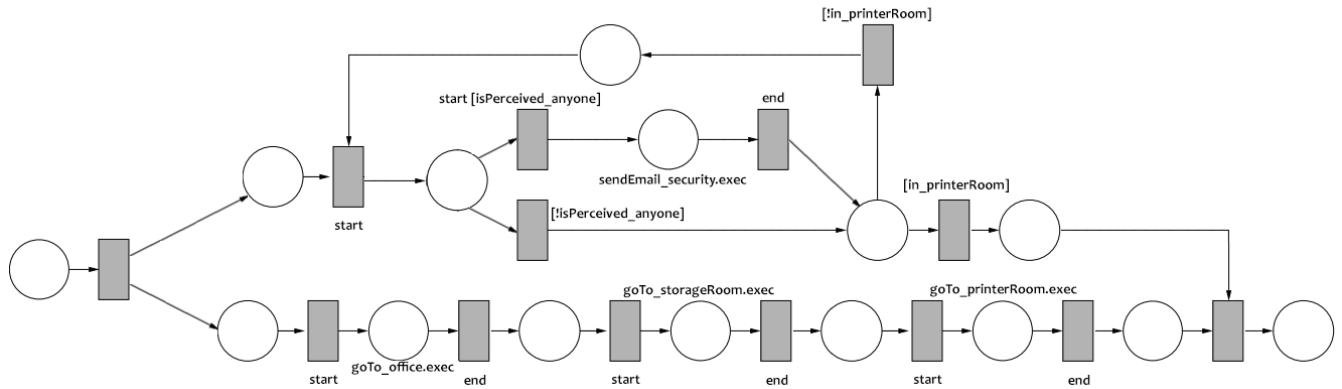 [!in_printerRoom]
start [isPerceived_anyone]
end
sendEmail_security.exec
[in_printerRoom]
[!isPerceived_anyone]
start
goTo_storageRoom.exec
goTo_printerRoom.exec
goTo_office.exec
start
end
start
end
start
end